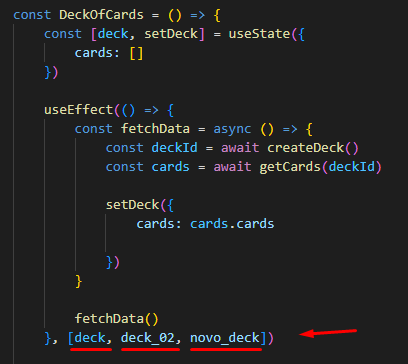 const DeckOfCards = () => {
const [deck, setDeck] = useState({
cards: []
})
useEffect(() => {
const fetchData = async () => {
const deckId = await createDeck()
const cards = await getCards(deckId)
setDeck({
cards: cards.cards
})
}
fetchData()
}, [deck, deck_02, novo_deck])